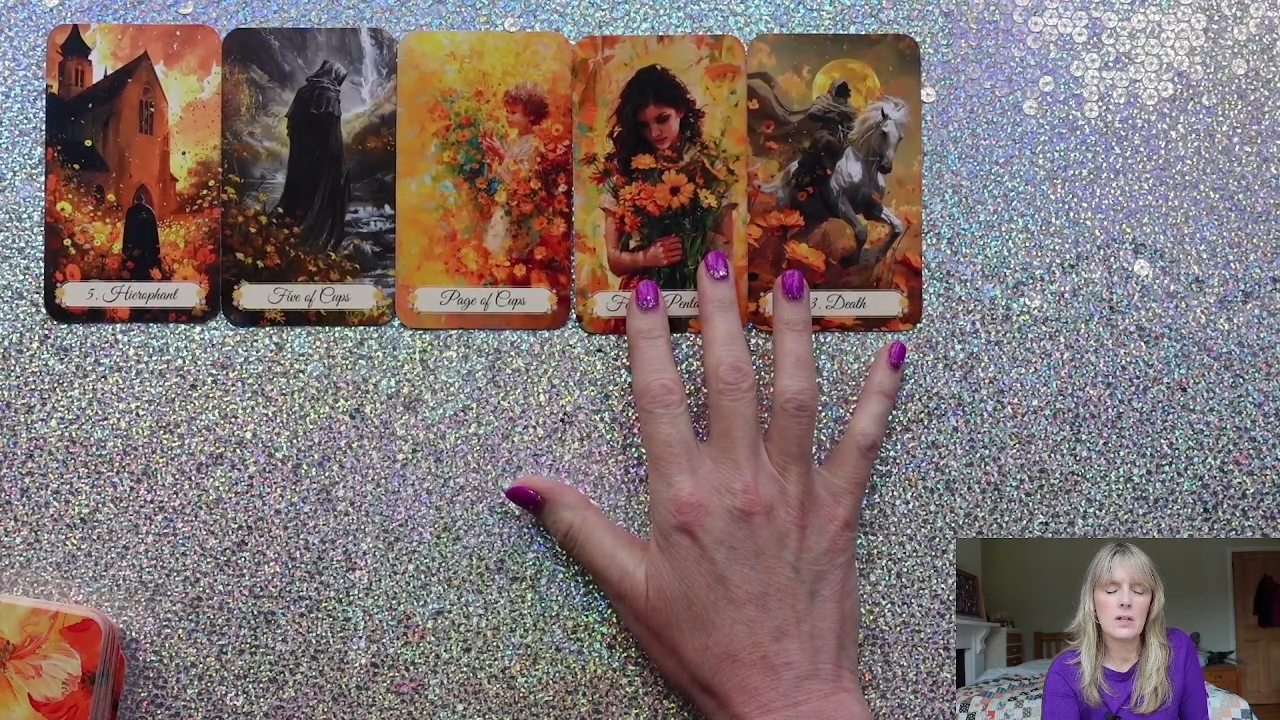 5. Hierophant
Five of Cups
Page of Cups
3. Death